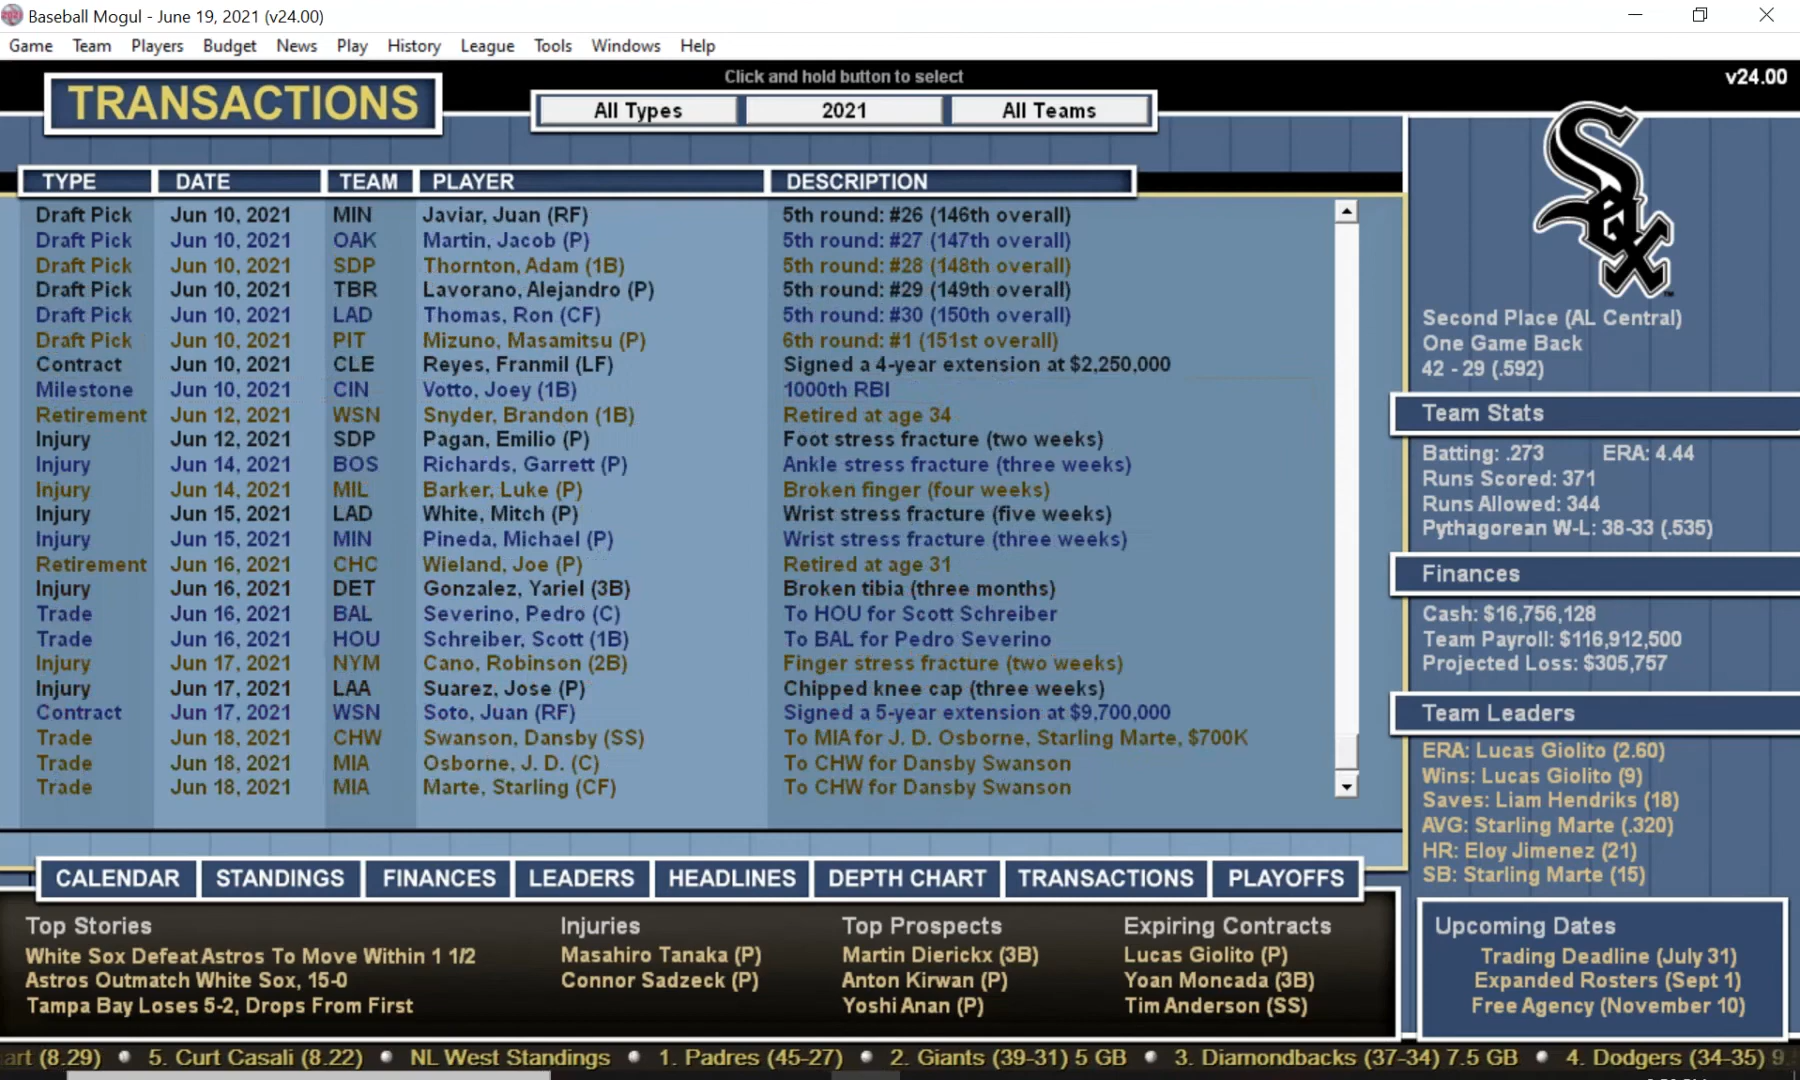 Baseball Mogul - June 19, 2021 (v24.00)
Game Team Players Budget News Play History League Tools Windows Help
Click and hold button to select
v24.00
TRANSACTIONS
All Types 2021 All Teams
TYPE DATE TEAM PLAYER DESCRIPTION
Draft Pick Jun 10, 2021 MIN Javiar, Juan (RF) 5th round: #26 (146th overall)
Draft Pick Jun 10, 2021 OAK Martin, Jacob (P) 5th round: #27 (147th overall)
Draft Pick Jun 10, 2021 SDP Thornton, Adam (1B) 5th round: #28 (148th overall)
Draft Pick Jun 10, 2021 TBR Lavorano, Alejandro (P) 5th round: #29 (149th overall)
Draft Pick Jun 10, 2021 LAD Thomas, Ron (CF) 5th round: #30 (150th overall)
Draft Pick Jun 10, 2021 PIT Mizuno, Masamitsu (P) 6th round: #1 (151st overall)
Contract Jun 10, 2021 CLE Reyes, Franmil (LF) Signed a 4-year extension at $2,250,000
Milestone Jun 10, 2021 CIN Votto, Joey (1B) 1000th RBI
Retirement Jun 12, 2021 WSN Snyder, Brandon (1B) Retired at age 34
Injury Jun 12, 2021 SDP Pagan, Emilio (P) Foot stress fracture (two weeks)
Injury Jun 14, 2021 BOS Richards, Garrett (P) Ankle stress fracture (three weeks)
Injury Jun 14, 2021 MIL Barker, Luke (P) Broken finger (four weeks)
Injury Jun 15, 2021 LAD White, Mitch (P) Wrist stress fracture (five weeks)
Injury Jun 15, 2021 MIN Pineda, Michael (P) Wrist stress fracture (three weeks)
Retirement Jun 16, 2021 CHC Wieland, Joe (P) Retired at age 31
Injury Jun 16, 2021 DET Gonzalez, Yariel (3B) Broken tibia (three months)
Trade Jun 16, 2021 BAL Severino, Pedro (C) To HOU for Scott Schreiber
Trade Jun 16, 2021 HOU Schreiber, Scott (1B) To BAL for Pedro Severino
Injury Jun 17, 2021 NYM Cano, Robinson (2B) Finger stress fracture (two weeks)
Injury Jun 17, 2021 LAA Suarez, Jose (P) Chipped knee cap (three weeks)
Contract Jun 17, 2021 WSN Soto, Juan (RF) Signed a 5-year extension at $9,700,000
Trade Jun 18, 2021 CHW Swanson, Dansby (SS) To MIA for J. D. Osborne, Starling Marte, $700K
Trade Jun 18, 2021 MIA Osborne, J. D. (C) To CHW for Dansby Swanson
Trade Jun 18, 2021 MIA Marte, Starling (CF) To CHW for Dansby Swanson
Sox
Second Place (AL Central)
One Game Back
42 - 29 (.592)
Team Stats
Batting: .273 ERA: 4.44
Runs Scored: 371
Runs Allowed: 344
Pythagorean W-L: 38-33 (.535)
Finances
Cash: $16,756,128
Team Payroll: $116,912,500
Projected Loss: $305,757
Team Leaders
ERA: Lucas Giolito (2.60)
Wins: Lucas Giolito (9)
Saves: Liam Hendriks (18)
AVG: Starling Marte (.320)
HR: Eloy Jimenez (21)
SB: Starling Marte (15)
CALENDAR STANDINGS FINANCES LEADERS HEADLINES DEPTH CHART TRANSACTIONS PLAYOFFS
Top Stories
White Sox Defeat Astros To Move Within 1 1/2
Astros Outmatch White Sox, 15-0
Tampa Bay Loses 5-2, Drops From First
Injuries
Masahiro Tanaka (P)
Connor Sadzeck (P)
Top Prospects
Martin Dierickx (3B)
Anton Kirwan (P)
Yoshi Anan (P)
Expiring Contracts
Lucas Giolito (P)
Yoan Moncada (3B)
Tim Anderson (SS)
Upcoming Dates
Trading Deadline (July 31)
Expanded Rosters (Sept 1)
Free Agency (November 10)
art (8.29) 5. Curt Casali (8.22) NL West Standings 1. Padres (45-27) 2. Giants (39-31) 5 GB 3. Diamondbacks (37-34) 7.5 GB 4. Dodgers (34-35) 9